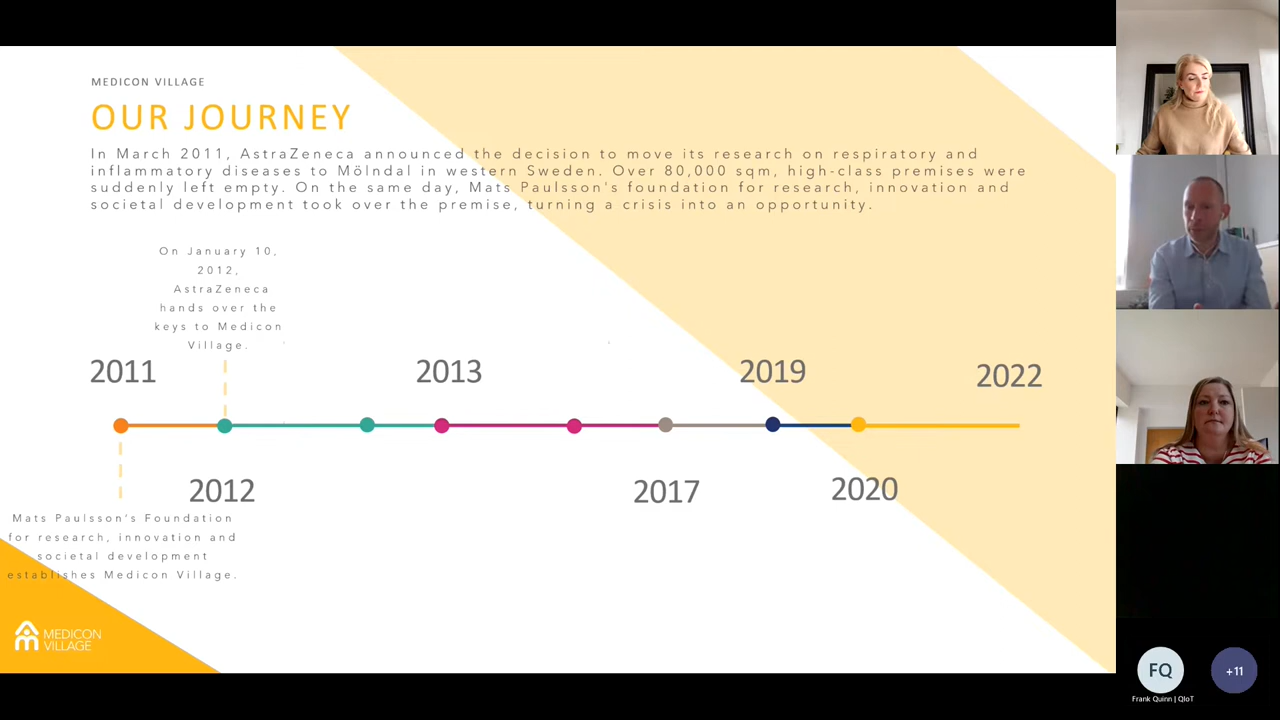 MEDICON VILLAGE
OUR JOURNEY
In March 2011, AstraZeneca announced the decision to move its research on respiratory and
inflammatory diseases to Mölndal in western Sweden. Over 80,000 sqm, high-class premises were
suddenly left empty. On the same day, Mats Paulsson's foundation for research, innovation and
societal development took over the premise, turning a crisis into an opportunity.
On January 10,
2012,
AstraZeneca
hands over the
keys to Medicon
Village.
2011
2013
2019
2022
2012
2017
2020
Mats Paulsson's Foundation
for research, innovation and
societal development
establishes Medicon Village.
MEDICON
VILLAGE
FQ
+11
Frank Quinn | QIoT